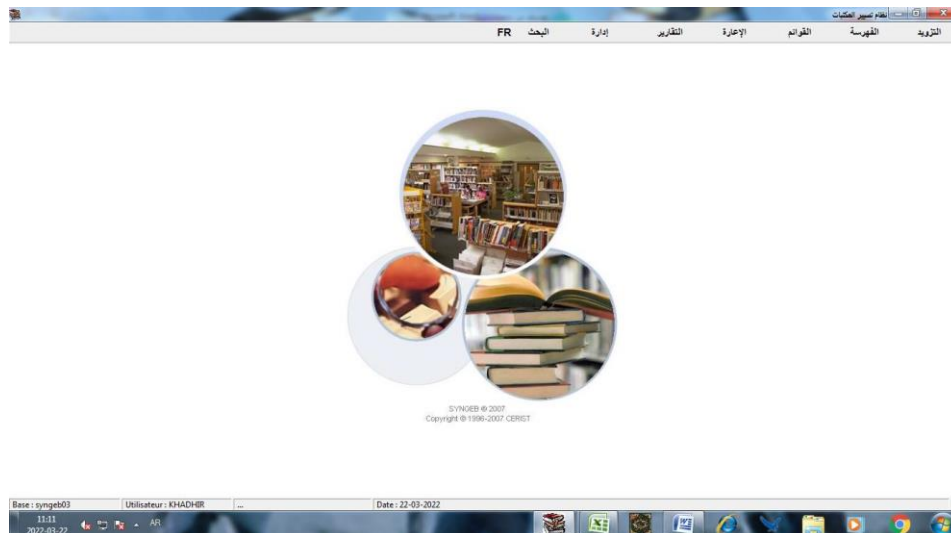 نظام تسيير المكتبات
التزويد الفهرسة القوائم الإعارة التقارير إدارة البحث FR
SYNGEB © 2007
Copyright © 1998-2007 CERIST
Base : syngeb03 Utilisateur : KHADHIR ... Date : 22-03-2022
11:11 AR
2022-03-22